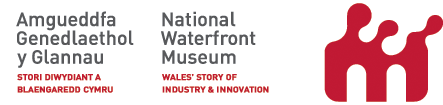 Amgueddfa
Genedlaethol
y Glannau
STORI DIWYDIANT A
BLAENGAREDD CYMRU
National
Waterfront
Museum
WALES' STORY OF
INDUSTRY & INNOVATION